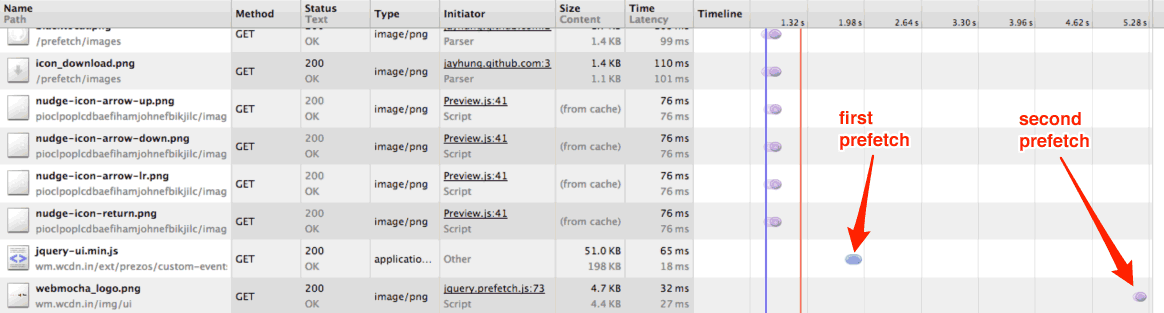 Name Method Status Type Initiator Size Time Timeline
Path Text Content Latency 1.32 s 1.98 s 2.64 s 3.30 s 3.96 s 4.62 s 5.28 s
/prefetch/images GET OK image/png Parser 1.4 KB 99 ms
icon_download.png 200 jayhung.github.com:3 1.4 KB 110 ms
/prefetch/images GET OK image/png Parser 1.1 KB 101 ms
nudge-icon-arrow-up.png 200 Preview.js:41 76 ms
pioclpoplcdbaefihamjohnefbikjilc/imag GET OK image/png Script (from cache) 76 ms
first prefetch
second prefetch
nudge-icon-arrow-down.png 200 Preview.js:41 76 ms
pioclpoplcdbaefihamjohnefbikjilc/imag GET OK image/png Script (from cache) 76 ms
nudge-icon-arrow-lr.png 200 Preview.js:41 76 ms
pioclpoplcdbaefihamjohnefbikjilc/imag GET OK image/png Script (from cache) 76 ms
nudge-icon-return.png 200 Preview.js:41 76 ms
pioclpoplcdbaefihamjohnefbikjilc/imag GET OK image/png Script (from cache) 76 ms
jquery-ui.min.js 200 51.0 KB 65 ms
wm.wcdn.in/ext/prezos/custom-event GET OK applicatio... Other 198 KB 18 ms
webmocha_logo.png 200 jquery.prefetch.js:73 4.7 KB 32 ms
wm.wcdn.in/img/ui GET OK image/png Script 4.4 KB 27 ms